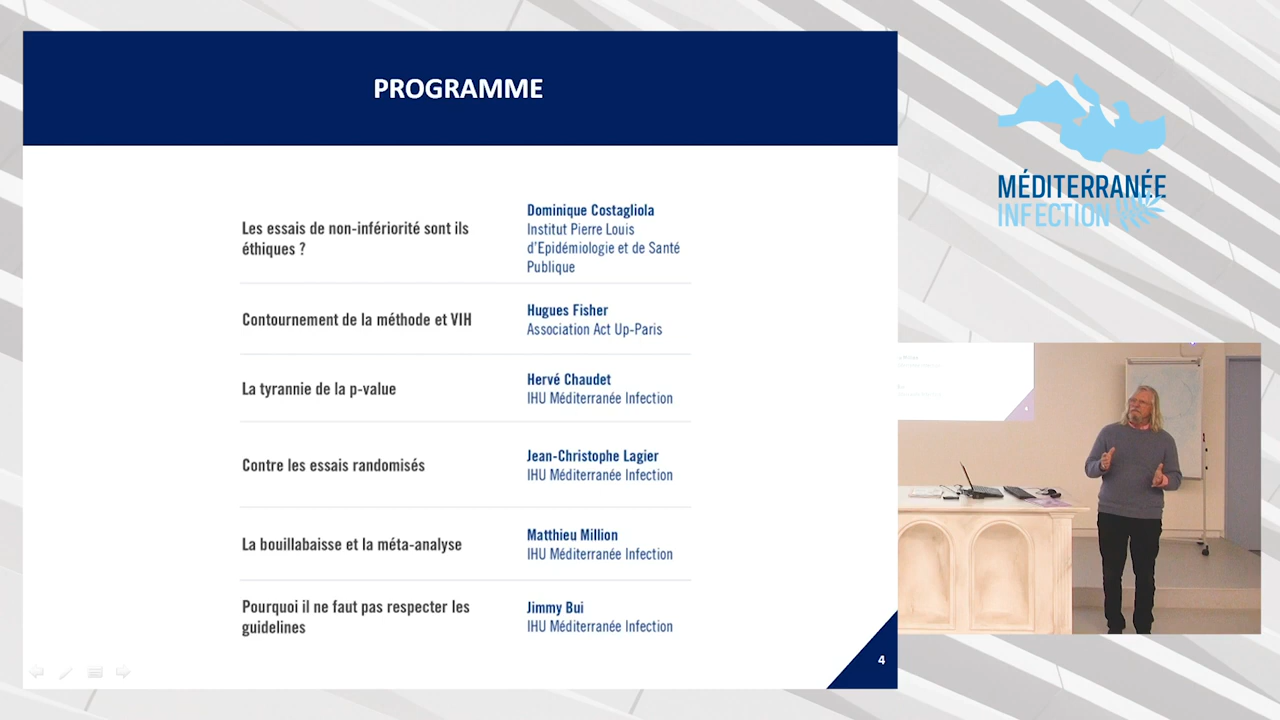 PROGRAMME
Les essais de non-infériorité sont ils
éthiques ?
Dominique Costagliola
Institut Pierre Louis
d'Epidémiologie et de Santé
Publique
Contournement de la méthode et VIH
Hugues Fisher
Association Act Up-Paris
La tyrannie de la p-value
Hervé Chaudet
IHU Méditerranée Infection
Contre les essais randomisés
Jean-Christophe Lagier
IHU Méditerranée Infection
La bouillabaisse et la méta-analyse
Matthieu Million
IHU Méditerranée Infection
Pourquoi il ne faut pas respecter les
guidelines
Jimmy Bui
IHU Méditerranée Infection
4
MÉDITERRANÉE
INFECTION